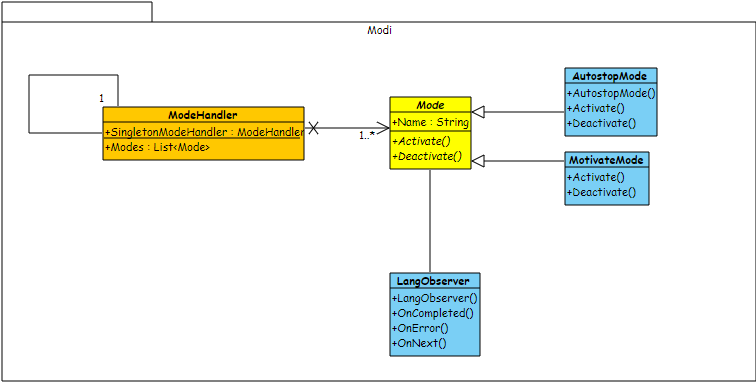 Modi
1
ModeHandler
+SingletonModeHandler : ModeHandler
+Modes : List<Mode>
1..*
Mode
+Name : String
+Activate()
+Deactivate()
AutostopMode
+AutostopMode()
+Activate()
+Deactivate()
MotivateMode
+Activate()
+Deactivate()
LangObserver
+LangObserver()
+OnCompleted()
+OnError()
+OnNext()